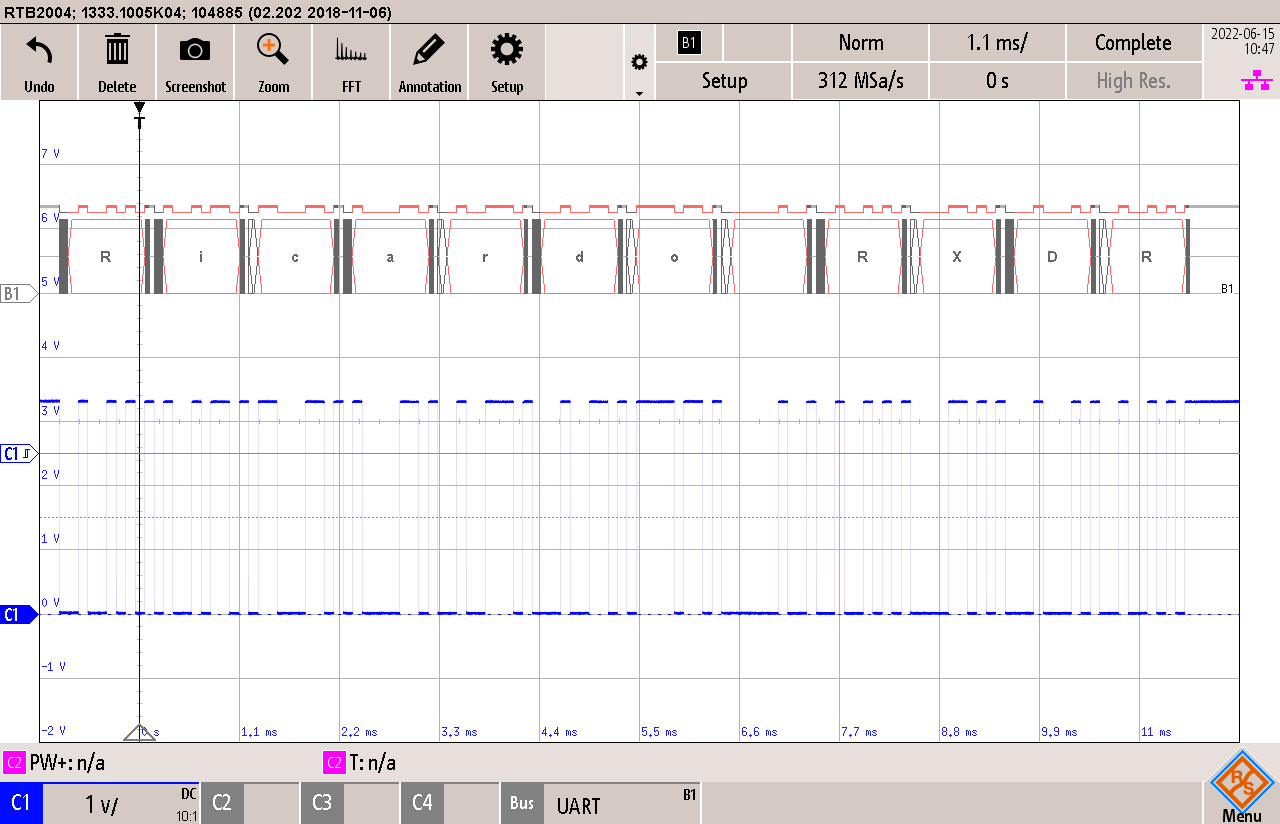 RTB2004; 1333.1005K04; 104885 (02.202 2018-11-06)
Undo Delete Screenshot Zoom FFT Annotation Setup
B1 Norm 1.1 ms/ Complete
Setup 312 MSa/s 0 s High Res.
2022-06-15
10:47
T
7 V
6 V
R i c a r d o R X D R
5 V
B1 B1
4 V
3 V
C1
2 V
1 V
0 V
C1
-1 V
-2 V 0 s 1.1 ms 2.2 ms 3.3 ms 4.4 ms 5.5 ms 6.6 ms 7.7 ms 8.8 ms 9.9 ms 11 ms
C2 PW+: n/a C2 T: n/a
C1 1 V/ DC 10:1 C2 C3 C4 Bus UART B1
R S
Menu